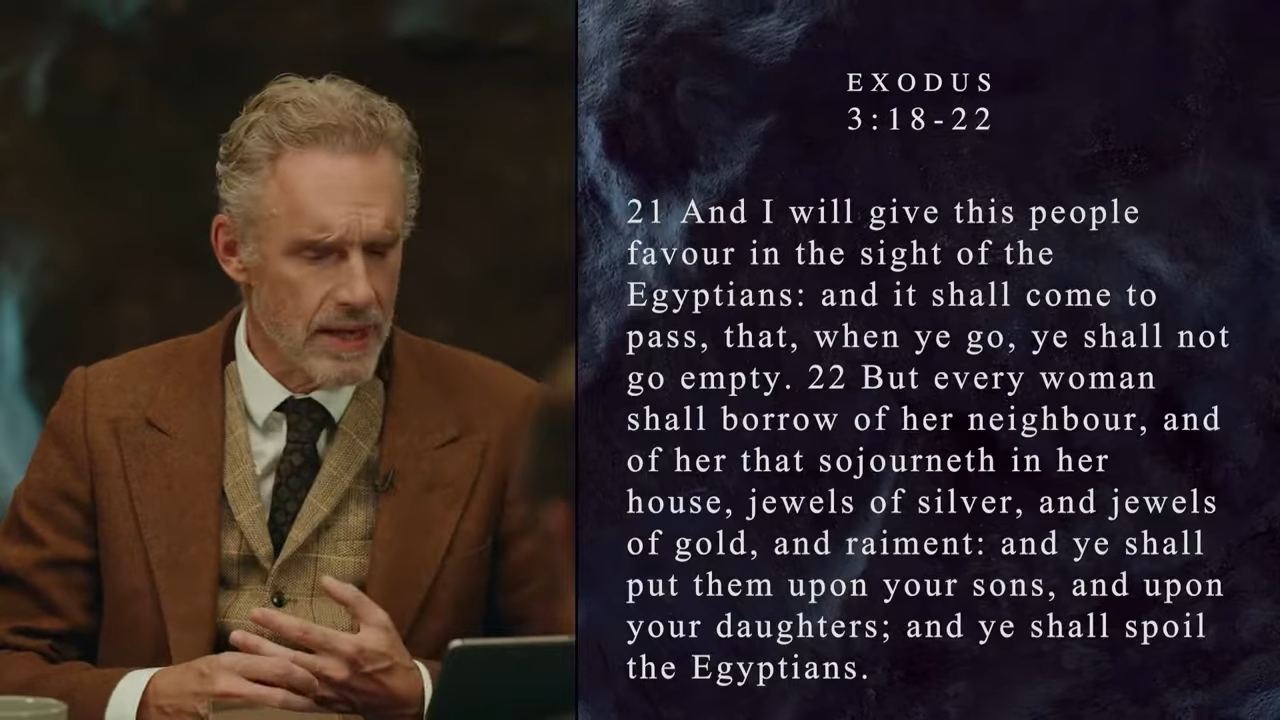 EXODUS
3:18-22
21 And I will give this people
favour in the sight of the
Egyptians: and it shall come to
pass, that, when ye go, ye shall not
go empty. 22 But every woman
shall borrow of her neighbour, and
of her that sojourneth in her
house, jewels of silver, and jewels
of gold, and raiment: and ye shall
put them upon your sons, and upon
your daughters; and ye shall spoil
the Egyptians.